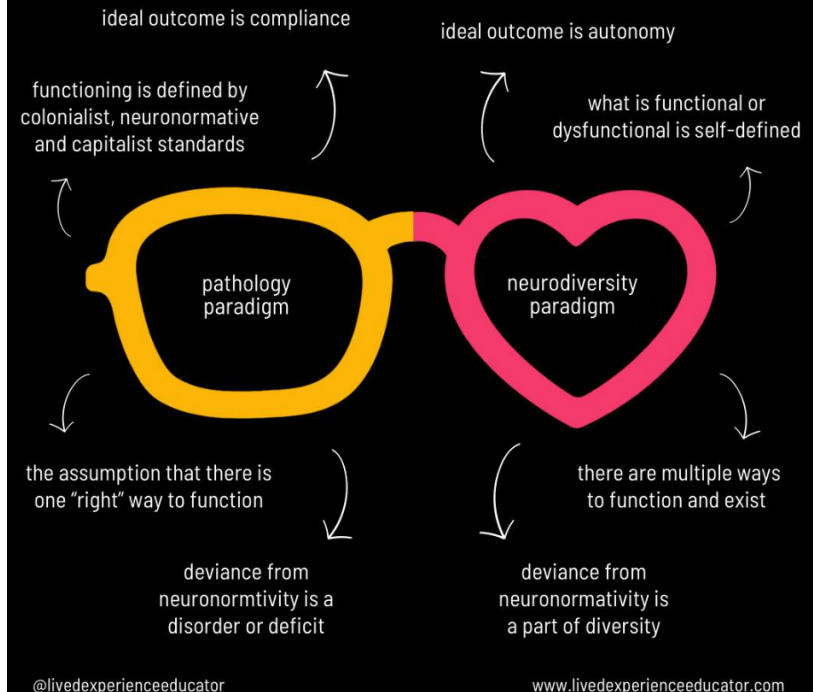 ideal outcome is compliance
ideal outcome is autonomy
functioning is defined by
colonialist, neuronormative
and capitalist standards
what is functional or
dysfunctional is self-defined
pathology
paradigm
neurodiversity
paradigm
the assumption that there is
one “right” way to function
there are multiple ways
to function and exist
deviance from
neuronormtivity is a
disorder or deficit
deviance from
neuronormativity is
a part of diversity
@livedexperienceeducator
www.livedexperienceeducator.com